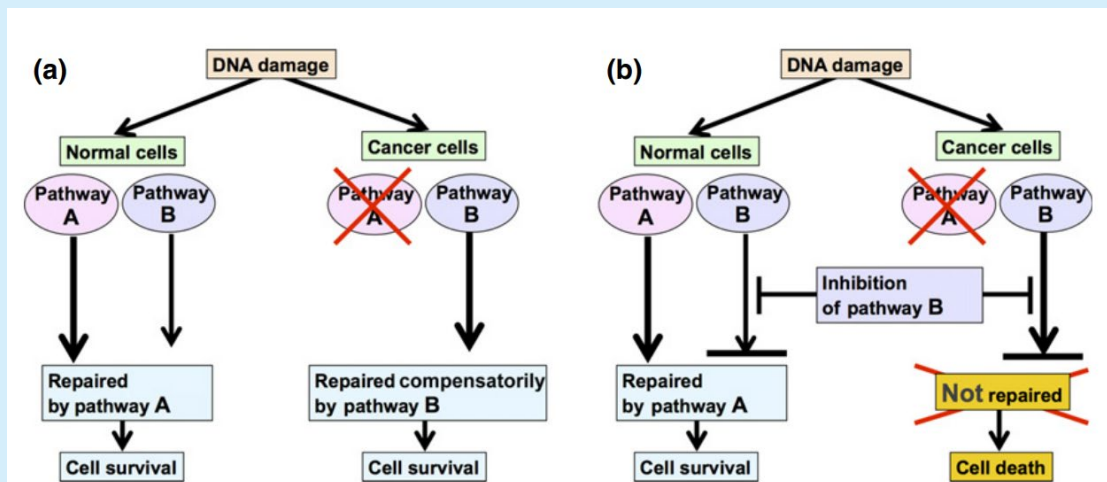 (a)
DNA damage
Normal cells
Cancer cells
Pathway
A
Pathway
B
Pathway
A
Pathway
B
Repaired
by pathway A
Repaired compensatorily
by pathway B
Cell survival
Cell survival
(b)
DNA damage
Normal cells
Cancer cells
Pathway
A
Pathway
B
Pathway
A
Pathway
B
Inhibition
of pathway B
Repaired
by pathway A
Not repaired
Cell survival
Cell death